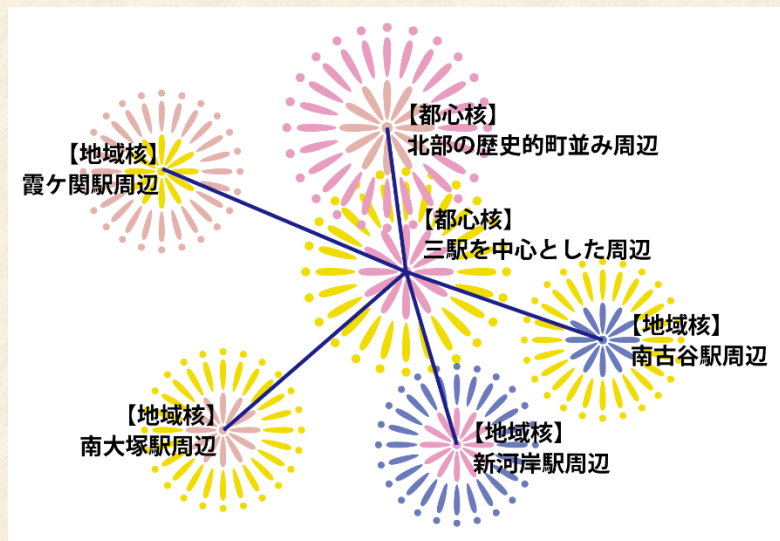 【都心核】
北部の歴史的町並み周辺
【地域核】
霞ケ関駅周辺
【都心核】
三駅を中心とした周辺
【地域核】
南古谷駅周辺
【地域核】
南大塚駅周辺
【地域核】
新河岸駅周辺